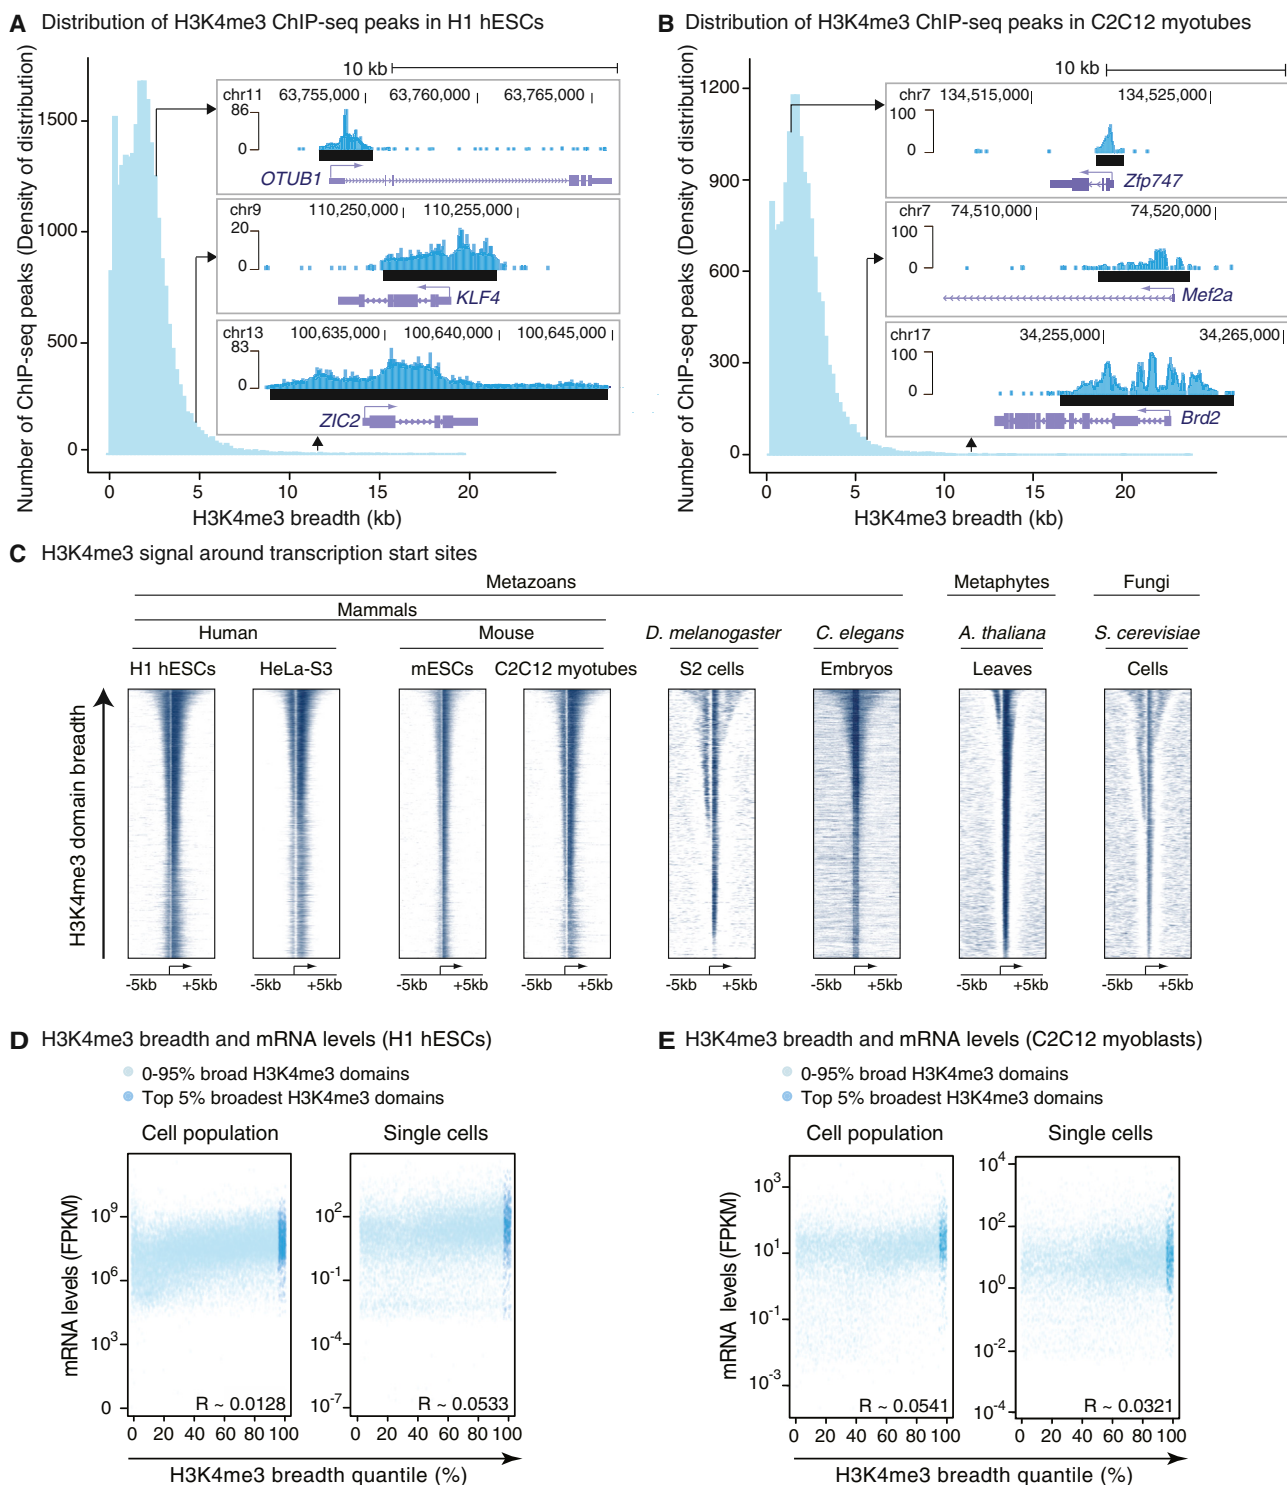 A Distribution of H3K4me3 ChIP-seq peaks in H1 hESCs
Number of ChIP-seq peaks (Density of distribution)
1500
1000
500
0
0 5 10 15 20
H3K4me3 breadth (kb)
10 kb
chr11 63,755,000 63,760,000 63,765,000
86
0
OTUB1
chr9 110,250,000 110,255,000
20
0
KLF4
chr13 100,635,000 100,640,000 100,645,000
83
0
ZIC2
B Distribution of H3K4me3 ChIP-seq peaks in C2C12 myotubes
Number of ChIP-seq peaks (Density of distribution)
1200
900
600
300
0
0 5 10 15 20
H3K4me3 breadth (kb)
10 kb
chr7 134,515,000 134,525,000
100
0
Zfp747
chr7 74,510,000 74,520,000
100
0
Mef2a
chr17 34,255,000 34,265,000
100
0
Brd2
C H3K4me3 signal around transcription start sites
Metazoans Metaphytes Fungi
Mammals
Human Mouse D. melanogaster C. elegans A. thaliana S. cerevisiae
H1 hESCs HeLa-S3 mESCs C2C12 myotubes S2 cells Embryos Leaves Cells
H3K4me3 domain breadth
-5kb +5kb -5kb +5kb -5kb +5kb -5kb +5kb -5kb +5kb -5kb +5kb -5kb +5kb -5kb +5kb
D H3K4me3 breadth and mRNA levels (H1 hESCs)
0-95% broad H3K4me3 domains
Top 5% broadest H3K4me3 domains
Cell population Single cells
mRNA levels (FPKM)
10^9
10^6
10^3
0
R ~ 0.0128
0 20 40 60 80 100
10^2
10^-1
10^-4
10^-7
R ~ 0.0533
0 20 40 60 80 100
H3K4me3 breadth quantile (%)
E H3K4me3 breadth and mRNA levels (C2C12 myoblasts)
0-95% broad H3K4me3 domains
Top 5% broadest H3K4me3 domains
Cell population Single cells
mRNA levels (FPKM)
10^3
10^1
10^-1
10^-3
R ~ 0.0541
0 20 40 60 80 100
10^4
10^2
10^0
10^-2
10^-4
R ~ 0.0321
0 20 40 60 80 100
H3K4me3 breadth quantile (%)